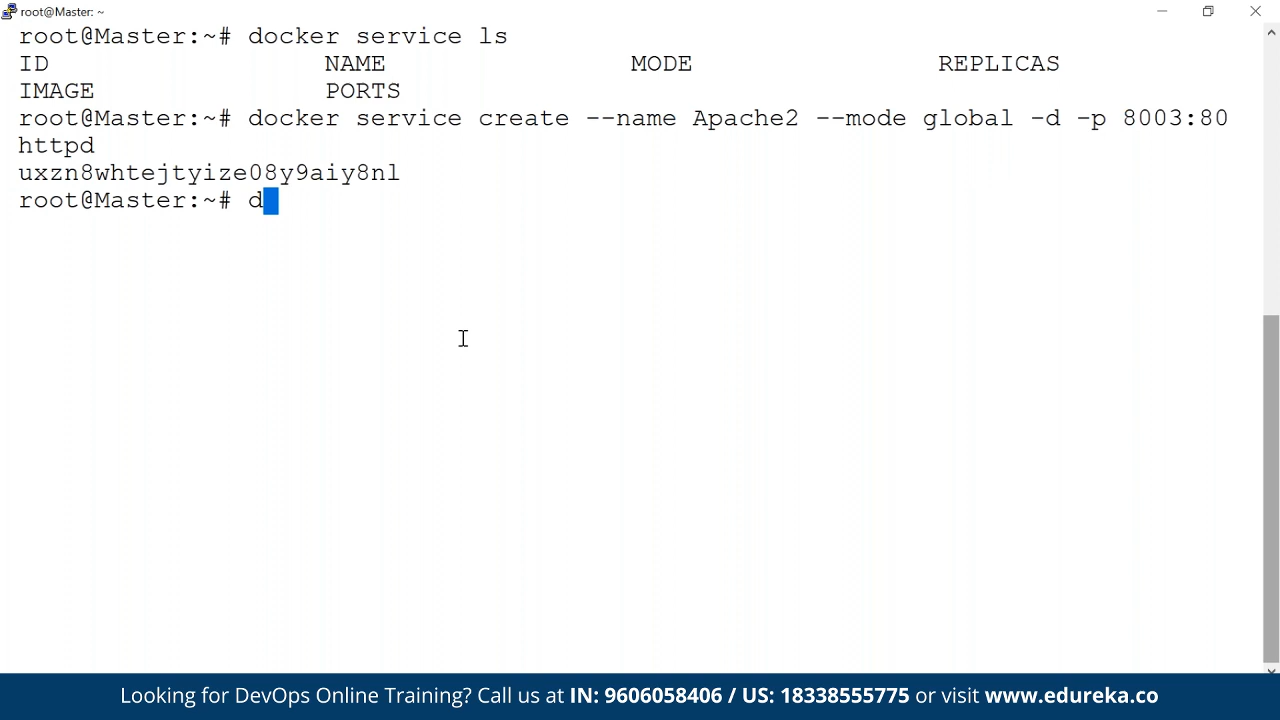 root@Master: ~
root@Master:~# docker service ls
ID NAME MODE REPLICAS
IMAGE PORTS
root@Master:~# docker service create --name Apache2 --mode global -d -p 8003:80
httpd
uxzn8whtejtyize08y9aiy8nl
root@Master:~# d
Looking for DevOps Online Training? Call us at IN: 9606058406 / US: 18338555775 or visit www.edureka.co